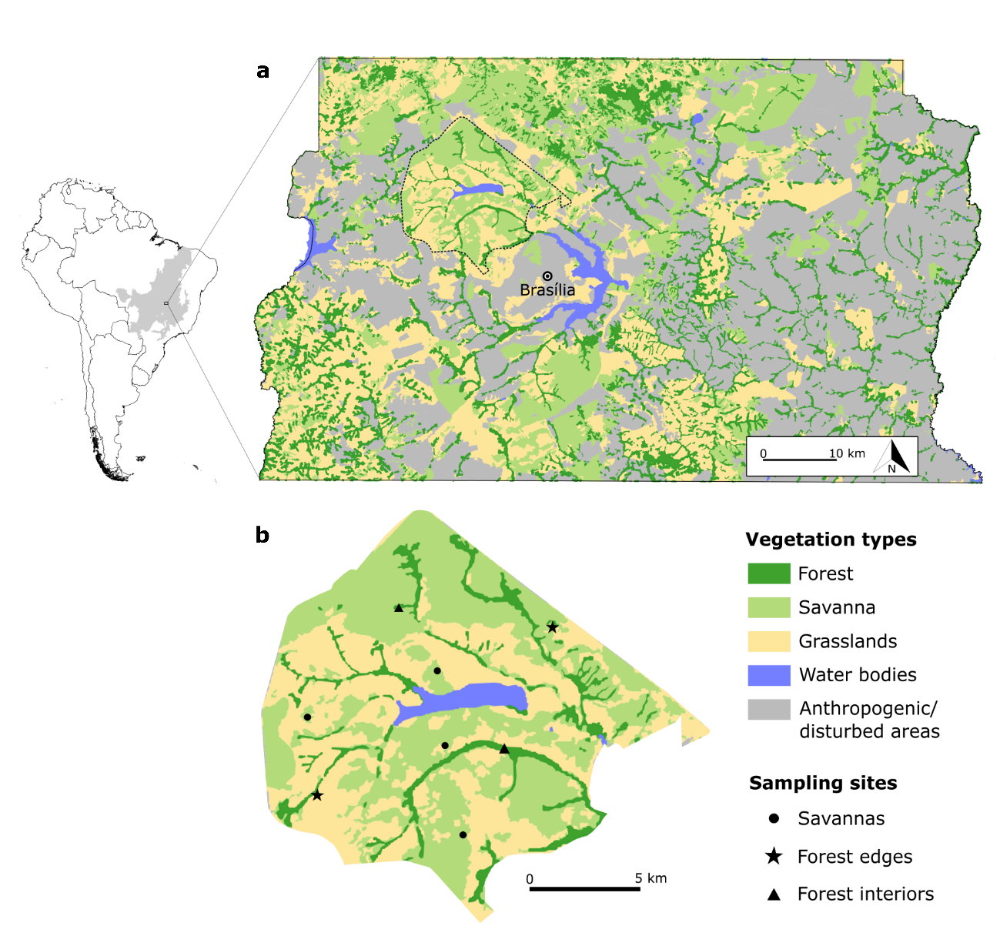 a
Brasília
0 10 km
N
b
Vegetation types
Forest
Savanna
Grasslands
Water bodies
Anthropogenic/
disturbed areas
Sampling sites
Savannas
Forest edges
Forest interiors
0 5 km